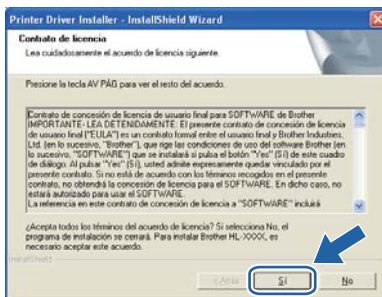 Printer Driver Installer - InstallShield Wizard
Contrato de licencia
Lea cuidadosamente el acuerdo de licencia siguiente.
Presione la tecla AV PÁG para ver el resto del acuerdo.
Contrato de concesión de licencia de usuario final para SOFTWARE de Brother
IMPORTANTE- LEA DETENIDAMENTE: El presente contrato de concesión de licencia
de usuario final ("EULA") es un contrato formal entre el usuario final y Brother Industries,
Ltd. (en lo sucesivo, "Brother"), que rige las condiciones de uso del software Brother (en
lo sucesivo, "SOFTWARE") que se instalará si pulsa el botón "Yes" (Sí) de este cuadro
de diálogo. Al pulsar "Yes" (Sí), usted admite expresamente quedar vinculado por el
presente contrato. Si no está de acuerdo con los términos recogidos en el presente
contrato, no obtendrá la concesión de licencia para el SOFTWARE. En dicho caso, no
estará autorizado para usar el SOFTWARE.
La referencia en este contrato de concesión de licencia a "SOFTWARE" incluirá
¿Acepta todos los términos del acuerdo de licencia? Si selecciona No, el
programa de instalación se cerrará. Para instalar Brother HL-XXXX, es
necesario aceptar este acuerdo.
InstallShield
< Atrás Sí No